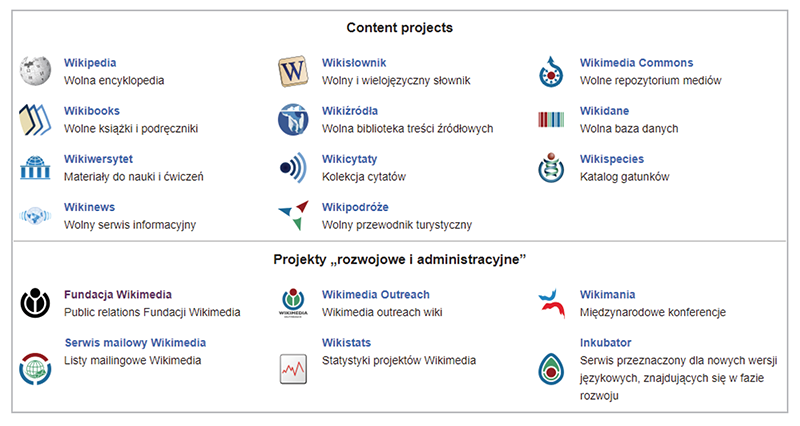 Content projects
Wikipedia
Wolna encyklopedia
Wikisłownik
Wolny i wielojęzyczny słownik
Wikimedia Commons
Wolne repozytorium mediów
Wikibooks
Wolne książki i podręczniki
Wikiźródła
Wolna biblioteka treści źródłowych
Wikidane
Wolna baza danych
Wikiwersytet
Materiały do nauki i ćwiczeń
Wikicytaty
Kolekcja cytatów
Wikispecies
Katalog gatunków
Wikinews
Wolny serwis informacyjny
Wikipodróże
Wolny przewodnik turystyczny
Projekty „rozwojowe i administracyjne”
Fundacja Wikimedia
Public relations Fundacji Wikimedia
WIKIMEDIA
Wikimedia Outreach
Wikimedia outreach wiki
Wikimania
Międzynarodowe konferencje
Serwis mailowy Wikimedia
Listy mailingowe Wikimedia
Wikistats
Statystyki projektów Wikimedia
Inkubator
Serwis przeznaczony dla nowych wersji
językowych, znajdujących się w fazie
rozwoju